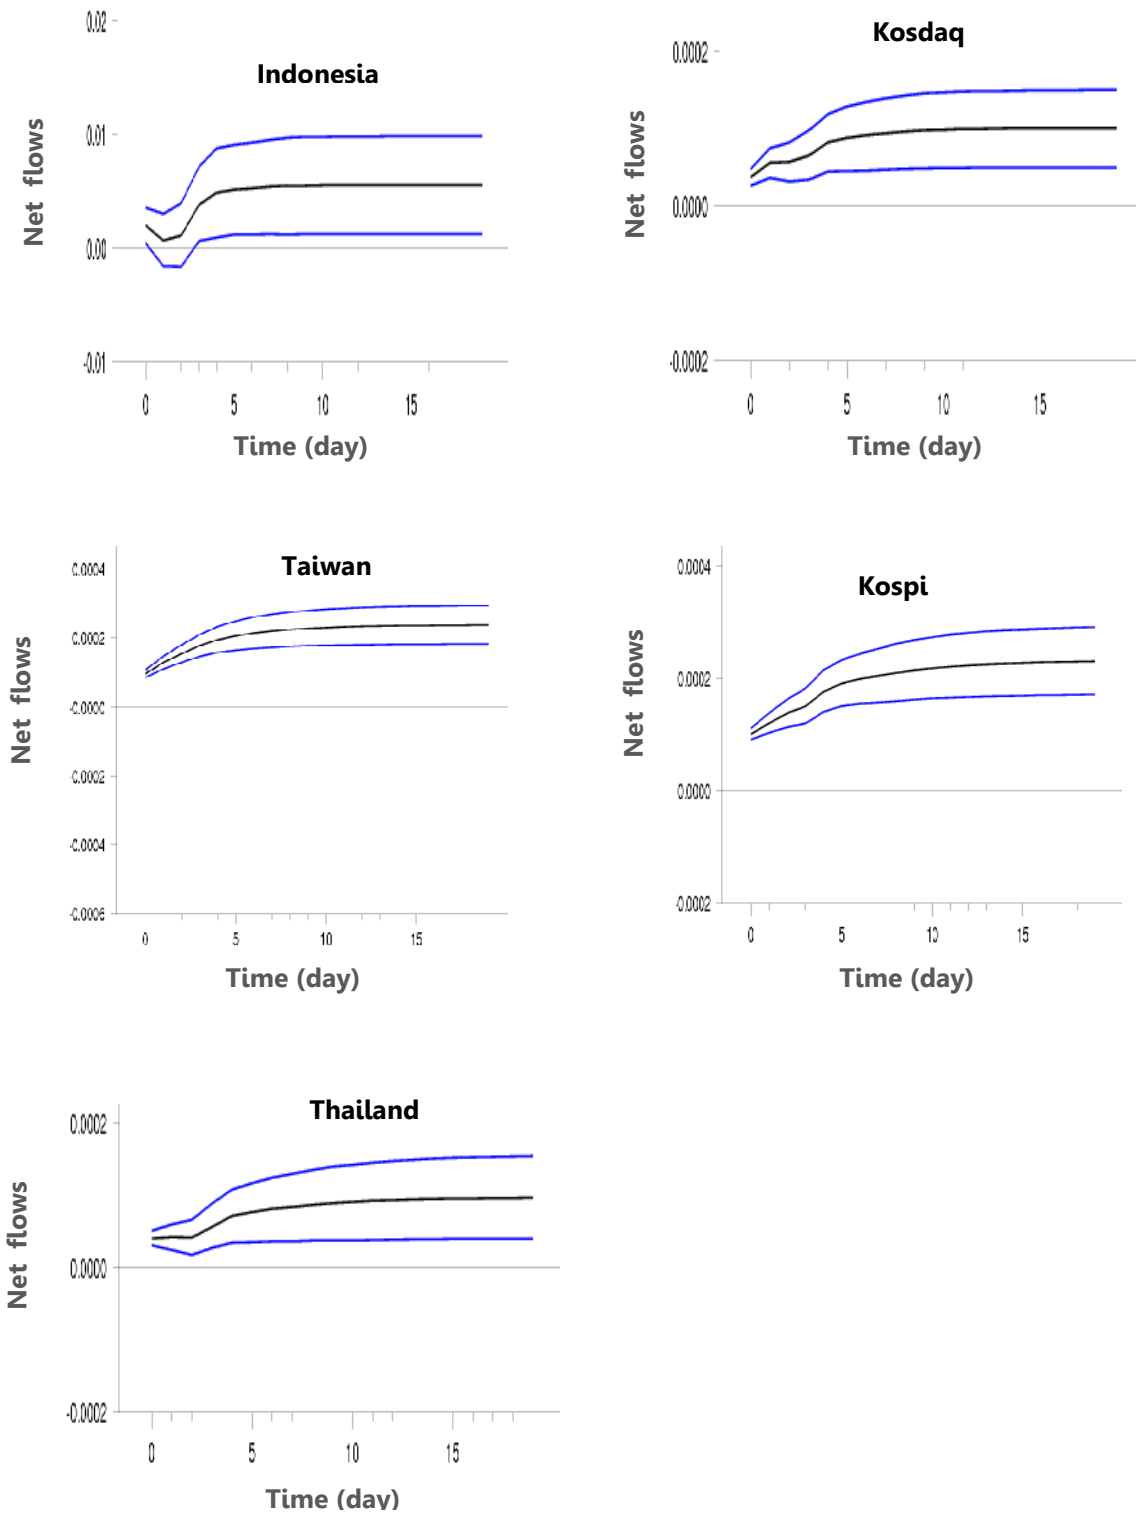 0.02
Indonesia
0.01
Net flows
0.00
-0.01
0 5 10 15
Time (day)
Kosdaq
0.0002
Net flows
0.0000
-0.0002
0 5 10 15
Time (day)
Taiwan
0.0004
0.0002
Net flows
-0.0000
-0.0002
-0.0004
-0.0006
0 5 10 15
Time (day)
Kospi
0.0004
0.0002
Net flows
0.0000
-0.0002
0 5 10 15
Time (day)
Thailand
0.0002
Net flows
0.0000
-0.0002
0 5 10 15
Time (day)